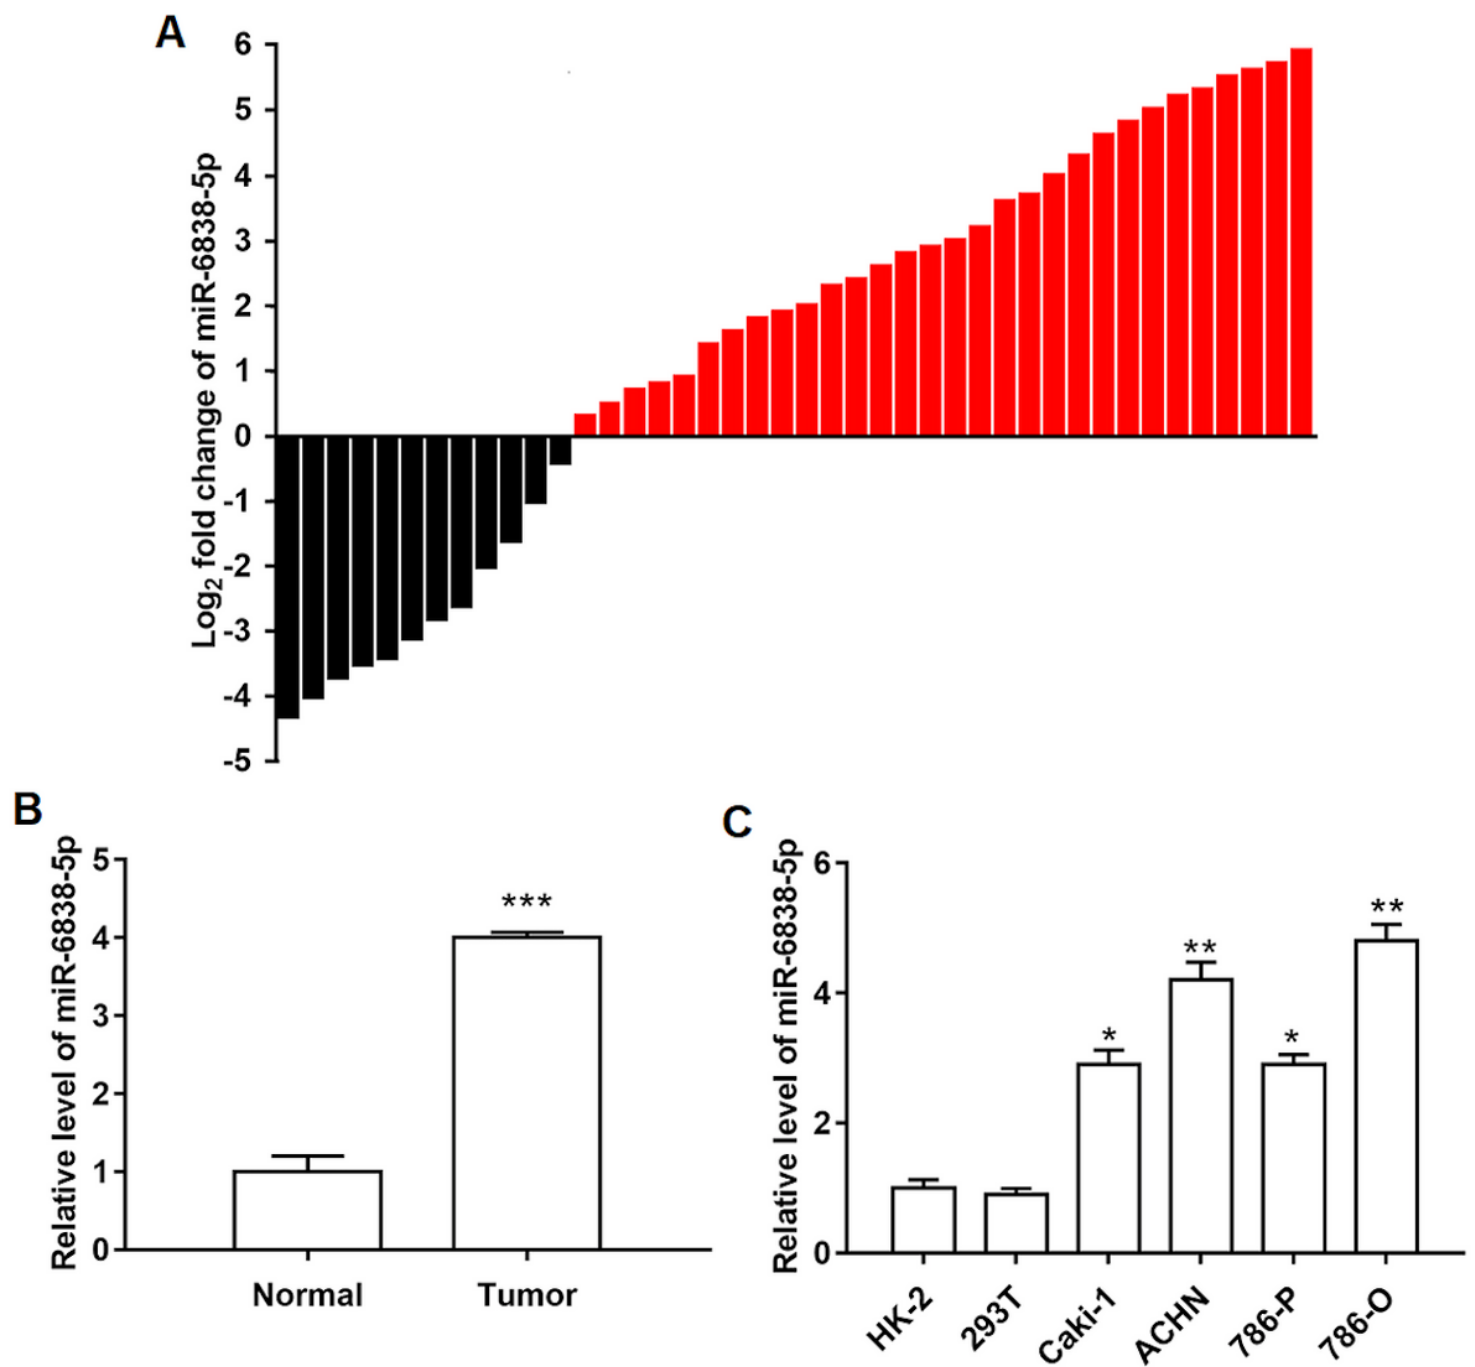 A
Log2 fold change of miR-6838-5p
6
5
4
3
2
1
0
-1
-2
-3
-4
-5
B
Relative level of miR-6838-5p
5
4
3
2
1
0
***
Normal
Tumor
C
Relative level of miR-6838-5p
6
4
2
0
*
**
*
**
HK-2
293T
Caki-1
ACHN
786-P
786-O